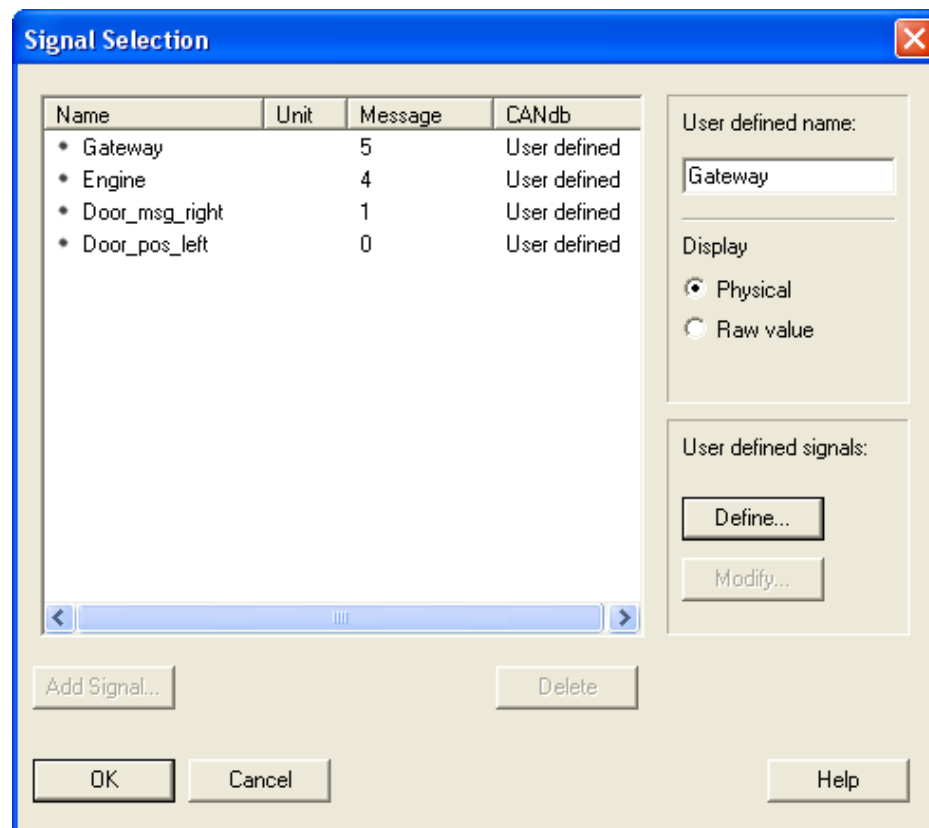 Signal Selection
Name Unit Message CANdb
Gateway 5 User defined
Engine 4 User defined
Door_msg_right 1 User defined
Door_pos_left 0 User defined
User defined name:
Gateway
Display
Physical
Raw value
User defined signals:
Define...
Modify...
Add Signal... Delete
OK Cancel Help